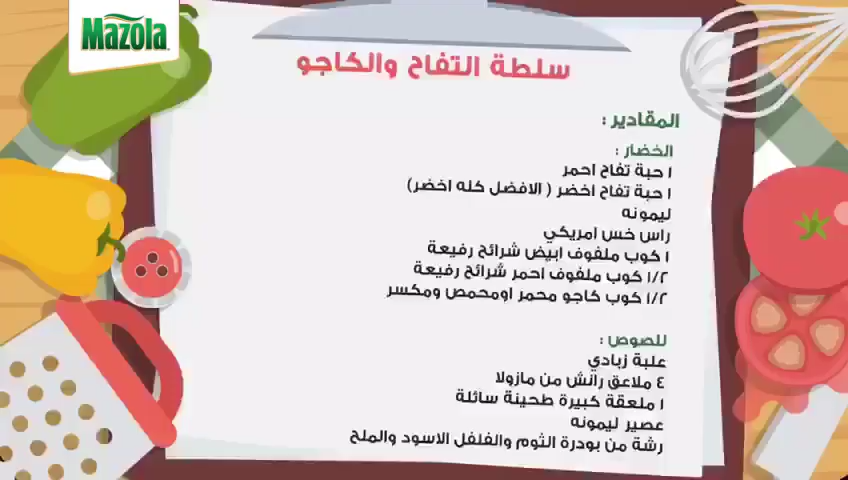 Mazola
سلطة التفاح والكاجو
المقادير :
الخضار :
١ حبة تفاح احمر
١ حبة تفاح اخضر ( الافضل كله اخضر)
ليمونه
راس خس امريكي
١ كوب ملفوف ابيض شرائح رفيعة
١/٢ كوب ملفوف احمر شرائح رفيعة
١/٢ كوب كاجو محمر اومحمص ومكسر
للصوص :
علبة زبادي
٤ ملاعق رانش من مازولا
١ ملعقة كبيرة طحينة سائلة
عصير ليمونه
رشة من بودرة الثوم والفلفل الاسود والملح